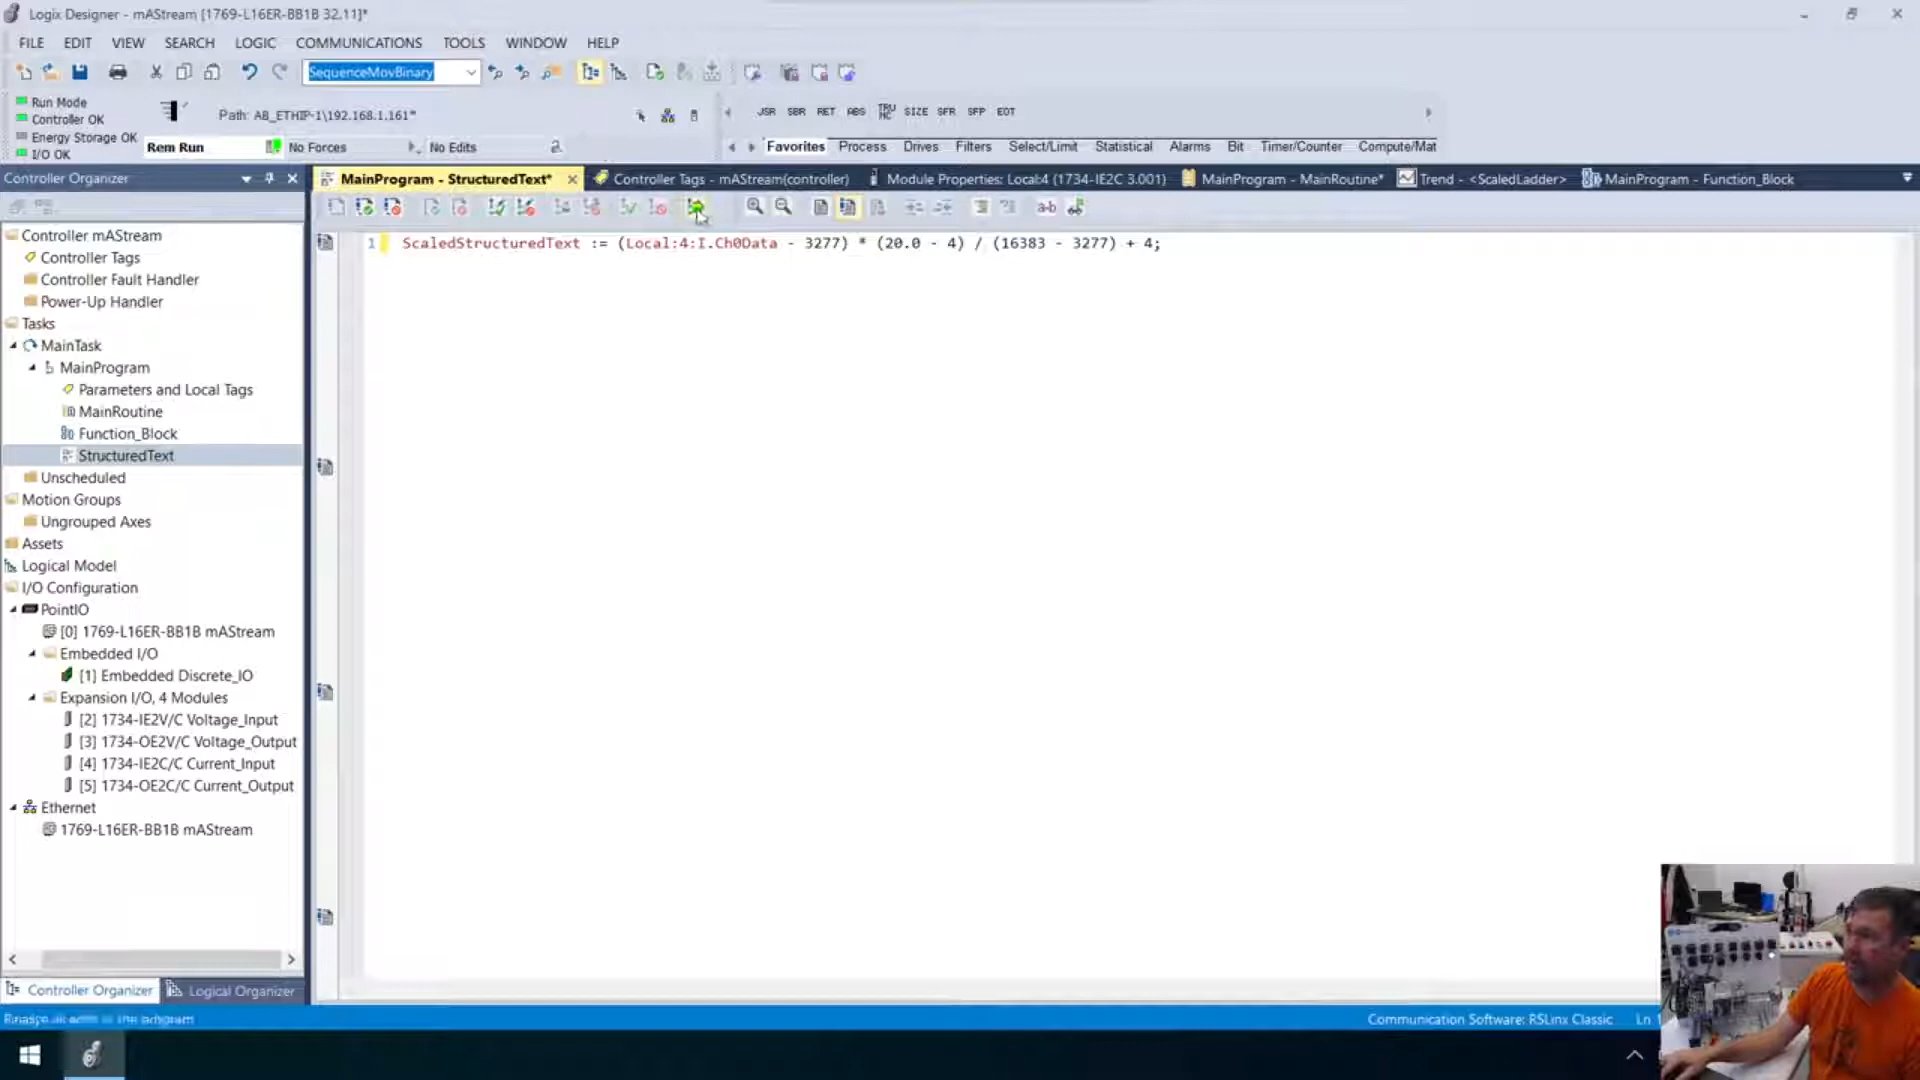 Logix Designer - mAStream [1769-L16ER-BB1B 32.11]*
FILE EDIT VIEW SEARCH LOGIC COMMUNICATIONS TOOLS WINDOW HELP
SequenceMovBinary
Run Mode
Controller OK
Energy Storage OK
I/O OK
Path: AB_ETHIP-1\192.168.1.161*
Rem Run No Forces No Edits
JSR SBR RET ABS SIZE SFR SFP EOT
Favorites Process Drives Filters Select/Limit Statistical Alarms Bit Timer/Counter Compute/Mat
Controller Organizer
MainProgram - StructuredText* Controller Tags - mAStream(controller) Module Properties: Local:4 (1734-IE2C 3.001) MainProgram - MainRoutine* Trend - <ScaledLadder> MainProgram - Function_Block
1 ScaledStructuredText := (Local:4:I.Ch0Data - 3277) * (20.0 - 4) / (16383 - 3277) + 4;
Controller mAStream
Controller Tags
Controller Fault Handler
Power-Up Handler
Tasks
MainTask
MainProgram
Parameters and Local Tags
MainRoutine
Function_Block
StructuredText
Unscheduled
Motion Groups
Ungrouped Axes
Assets
Logical Model
I/O Configuration
PointIO
[0] 1769-L16ER-BB1B mAStream
Embedded I/O
[1] Embedded Discrete_IO
Expansion I/O, 4 Modules
[2] 1734-IE2V/C Voltage_Input
[3] 1734-OE2V/C Voltage_Output
[4] 1734-IE2C/C Current_Input
[5] 1734-OE2C/C Current_Output
Ethernet
1769-L16ER-BB1B mAStream
Controller Organizer Logical Organizer
Communication Software: RSLinx Classic Ln